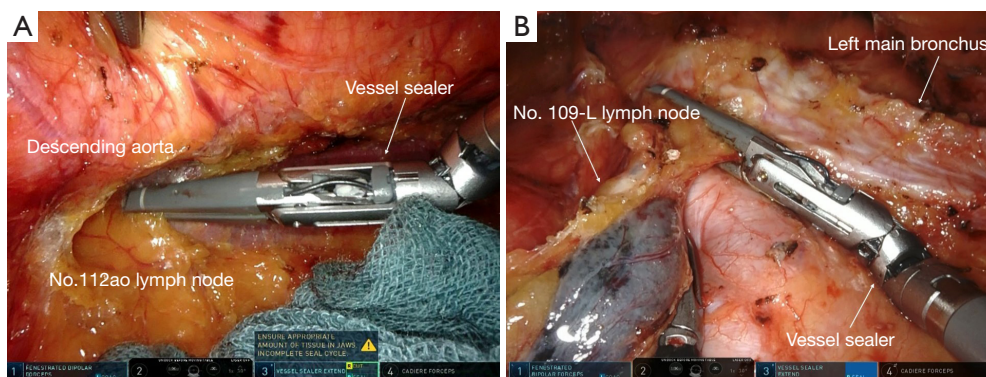 A
Vessel sealer
Descending aorta
No.112ao lymph node
ENSURE APPROPRIATE
AMOUNT OF TISSUE IN JAWS
INCOMPLETE SEAL CYCLE
1
FENESTRATED BIPOLAR
FORCEPS
2
3
VESSEL SEALER EXTEND
4
CADIERE FORCEPS
B
Left main bronchus
No. 109-L lymph node
Vessel sealer
1
FENESTRATED
BIPOLAR FORCEPS
2
3
VESSEL SEALER
EXTEND
4
CADIERE FORCEPS